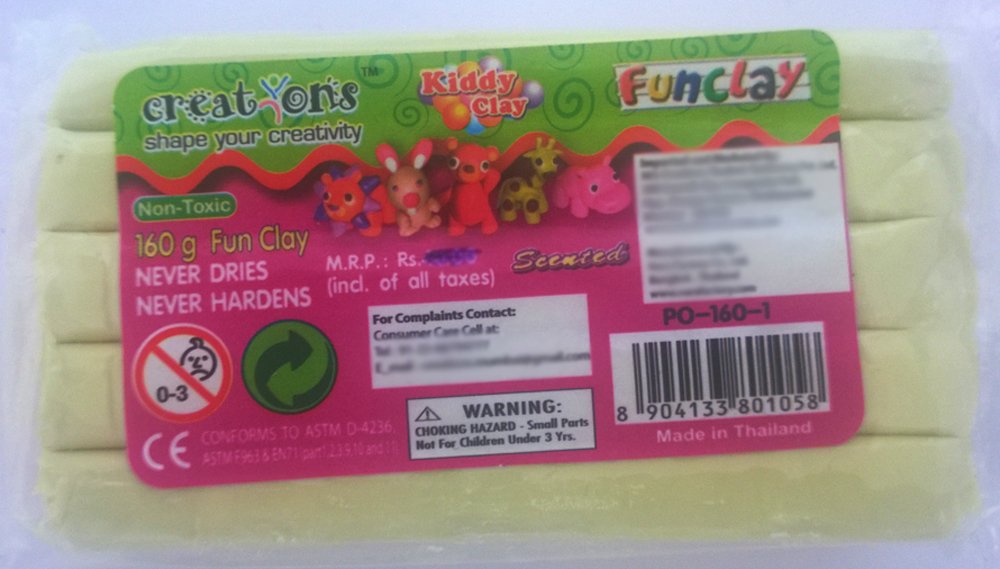 creatyons™
shape your creativity
Kiddy
Clay
FUNCLAY
Non-Toxic
160 g Fun Clay
NEVER DRIES
NEVER HARDENS
M.R.P.: Rs.
(incl. of all taxes)
Scented
For Complaints Contact:
Consumer Care Cell at:
PO-160-1
0-3
WARNING:
CHOKING HAZARD - Small Parts
Not For Children Under 3 Yrs.
8 904133 801058
Made in Thailand
CE CONFORMS TO ASTM D-4236,
ASTM F963 & EN71 (part1,2,3,9,10 and 11)